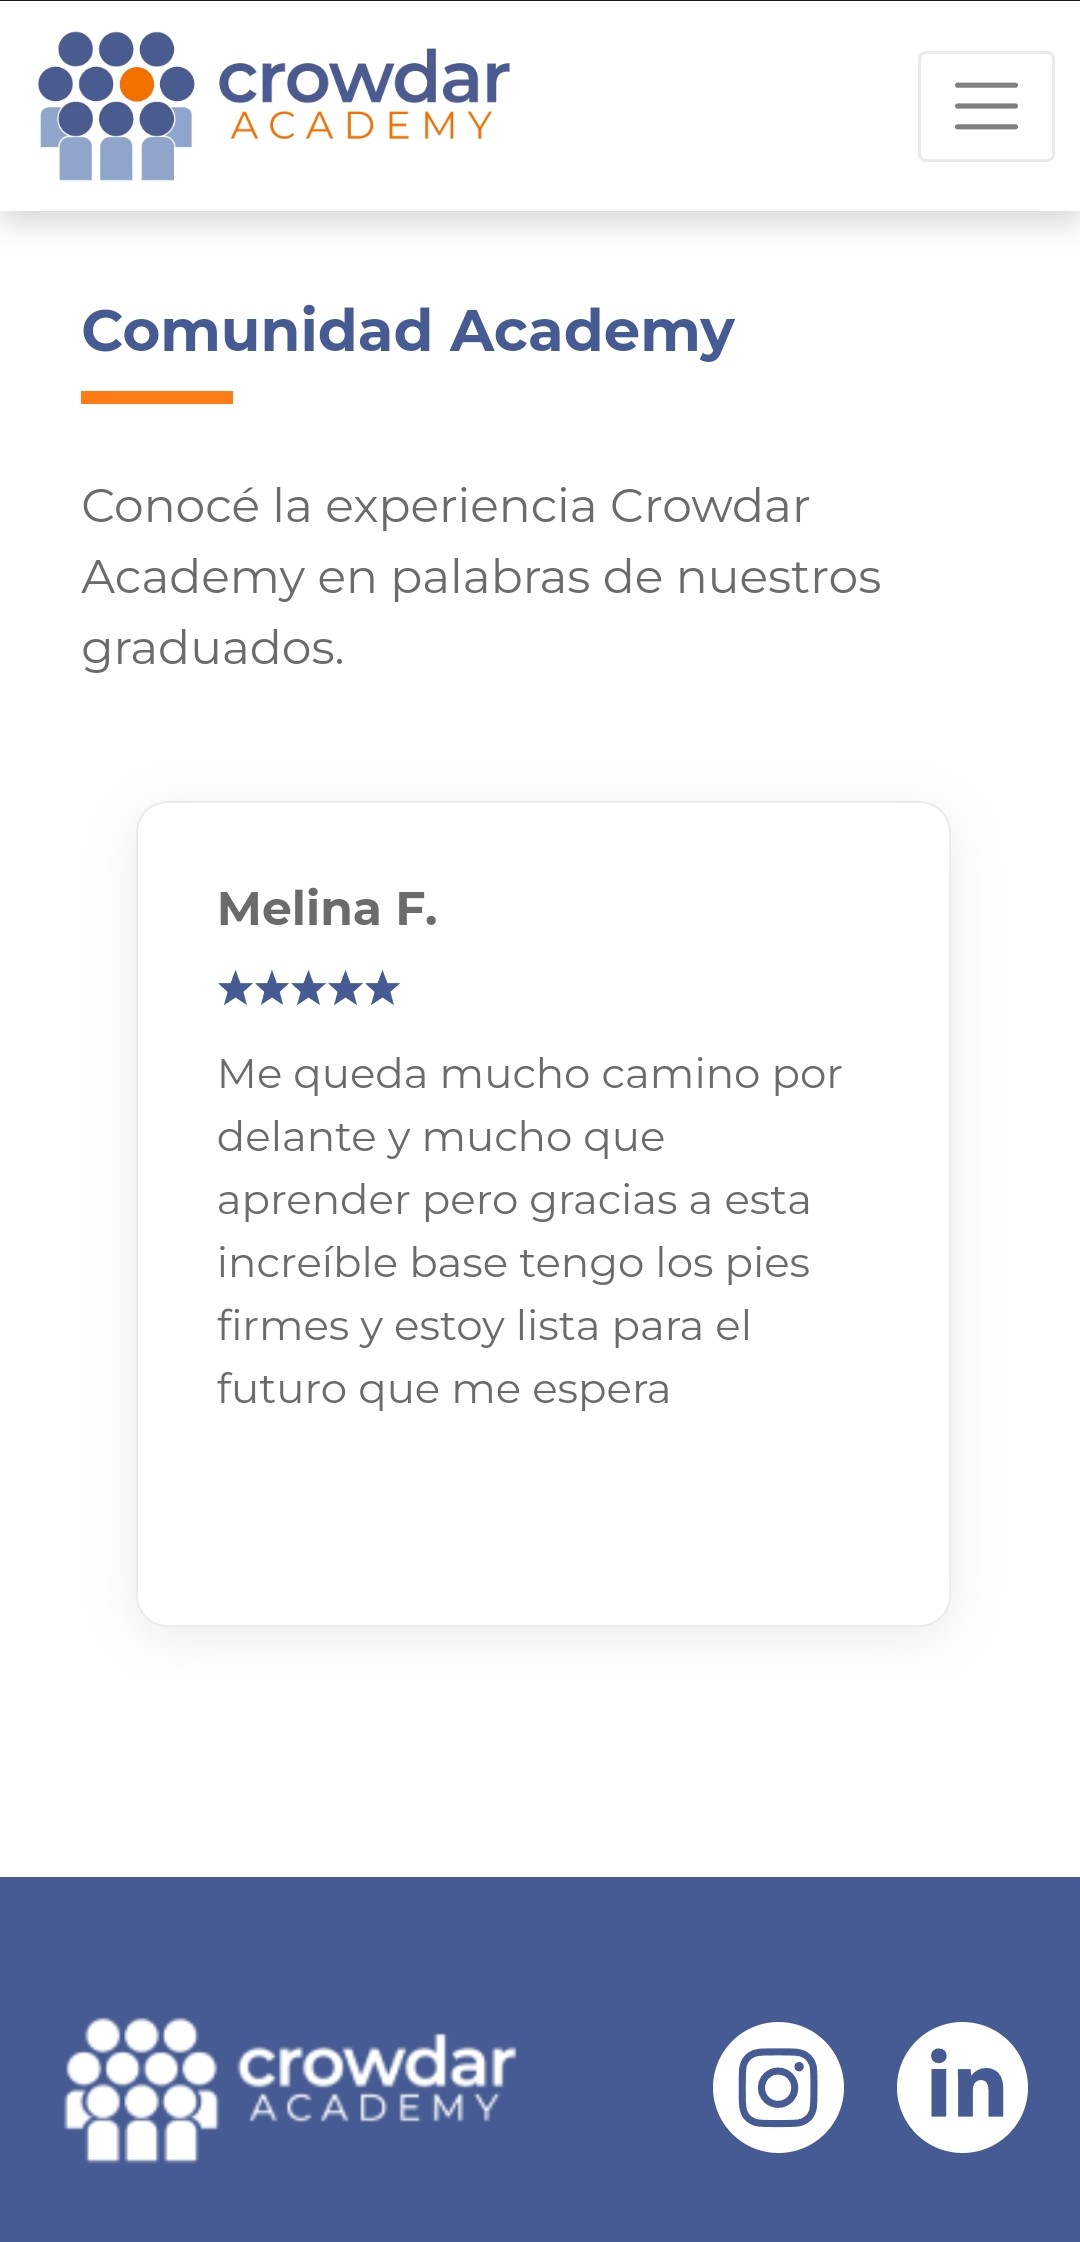 crowdar
ACADEMY
Comunidad Academy
Conocé la experiencia Crowdar
Academy en palabras de nuestros
graduados.
Melina F.
Me queda mucho camino por
delante y mucho que
aprender pero gracias a esta
increíble base tengo los pies
firmes y estoy lista para el
futuro que me espera
crowdar
ACADEMY
in